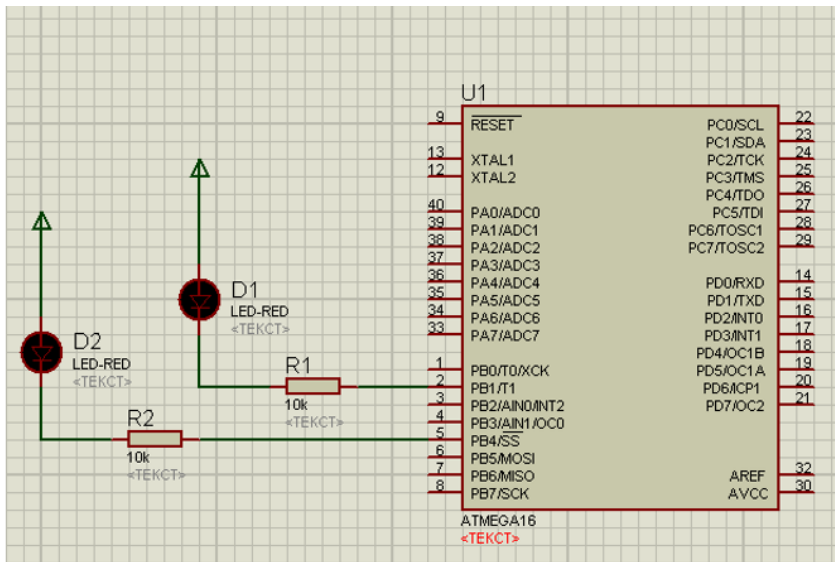 U1
9 RESET
13 XTAL1
12 XTAL2
40 PA0/ADC0
39 PA1/ADC1
38 PA2/ADC2
37 PA3/ADC3
36 PA4/ADC4
35 PA5/ADC5
34 PA6/ADC6
33 PA7/ADC7
1 PB0/T0/XCK
2 PB1/T1
3 PB2/AIN0/INT2
4 PB3/AIN1/OC0
5 PB4/SS
6 PB5/MOSI
7 PB6/MISO
8 PB7/SCK
PC0/SCL 22
PC1/SDA 23
PC2/TCK 24
PC3/TMS 25
PC4/TDO 26
PC5/TDI 27
PC6/TOSC1 28
PC7/TOSC2 29
PD0/RXD 14
PD1/TXD 15
PD2/INT0 16
PD3/INT1 17
PD4/OC1B 18
PD5/OC1A 19
PD6/ICP1 20
PD7/OC2 21
AREF 32
AVCC 30
ATMEGA16
<ТЕКСТ>
D1
LED-RED
<ТЕКСТ>
D2
LED-RED
<ТЕКСТ>
R1
10k
<ТЕКСТ>
R2
10k
<ТЕКСТ>